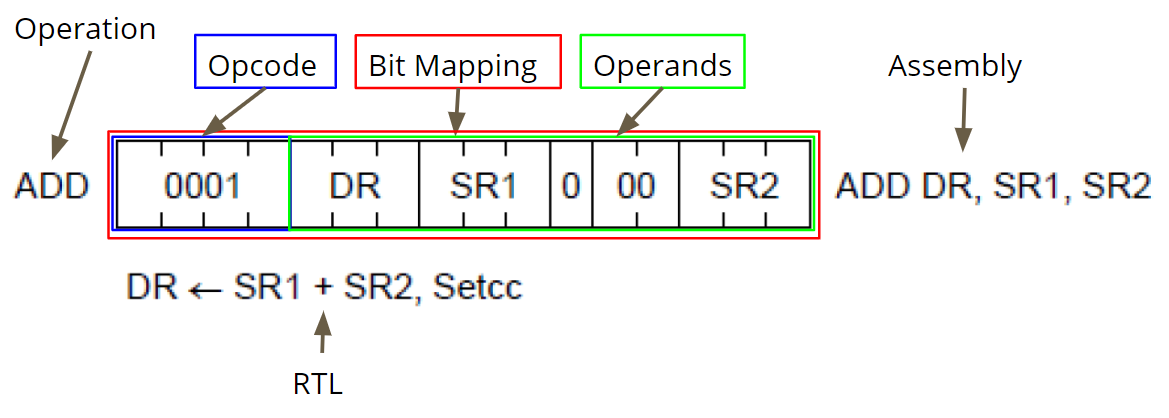 Operation
Opcode Bit Mapping Operands Assembly
ADD 0001 DR SR1 0 00 SR2 ADD DR, SR1, SR2
DR ← SR1 + SR2, Setcc
RTL